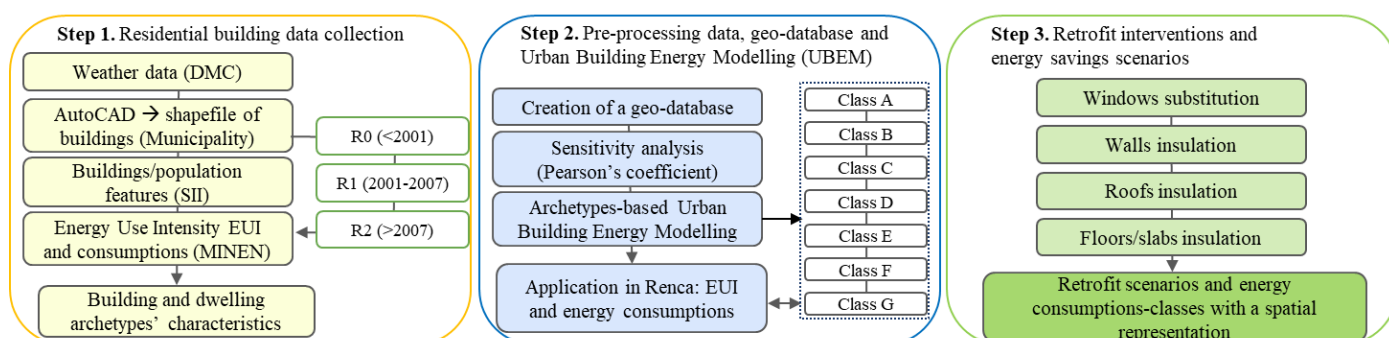 Step 1. Residential building data collection
Weather data (DMC)
AutoCAD → shapefile of
buildings (Municipality)
Buildings/population
features (SII)
Energy Use Intensity EUI
and consumptions (MINEN)
Building and dwelling
archetypes' characteristics
R0 (<2001)
R1 (2001-2007)
R2 (>2007)
Step 2. Pre-processing data, geo-database and
Urban Building Energy Modelling (UBEM)
Creation of a geo-database
Sensitivity analysis
(Pearson's coefficient)
Archetypes-based Urban
Building Energy Modelling
Application in Renca: EUI
and energy consumptions
Class A
Class B
Class C
Class D
Class E
Class F
Class G
Step 3. Retrofit interventions and
energy savings scenarios
Windows substitution
Walls insulation
Roofs insulation
Floors/slabs insulation
Retrofit scenarios and energy
consumptions-classes with a spatial
representation